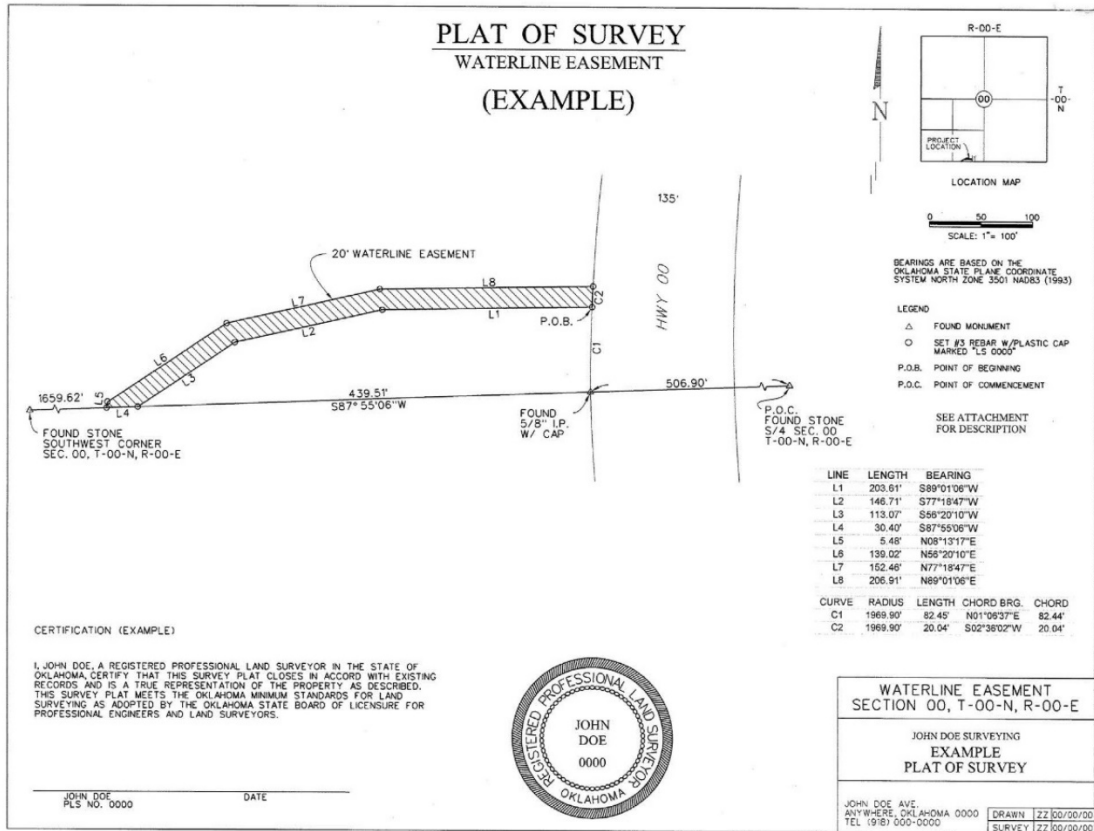 PLAT OF SURVEY
WATERLINE EASEMENT
(EXAMPLE)
N
R-00-E
00
T
-00-
N
PROJECT
LOCATION
LOCATION MAP
0 50 100
SCALE: 1"= 100'
BEARINGS ARE BASED ON THE
OKLAHOMA STATE PLANE COORDINATE
SYSTEM NORTH ZONE 3501 NAD83 (1993)
LEGEND
FOUND MONUMENT
SET #3 REBAR W/PLASTIC CAP
MARKED "LS 0000"
P.O.B. POINT OF BEGINNING
P.O.C. POINT OF COMMENCEMENT
SEE ATTACHMENT
FOR DESCRIPTION
135'
HWY 00
20' WATERLINE EASEMENT
L8
L7
C2
L1
L2
P.O.B.
L6
C1
L3
L5
L4
1659.62'
439.51'
S87°55'06"W
506.90'
FOUND STONE
SOUTHWEST CORNER
SEC. 00, T-00-N, R-00-E
FOUND
5/8" I.P.
W/ CAP
P.O.C.
FOUND STONE
S/4 SEC. 00
T-00-N, R-00-E
LINE LENGTH BEARING
L1 203.61' S89°01'06"W
L2 146.71' S77°18'47"W
L3 113.07' S56°20'10"W
L4 30.40' S87°55'06"W
L5 5.48' N08°13'17"E
L6 139.02' N56°20'10"E
L7 152.46' N77°18'47"E
L8 206.91' N89°01'06"E
CURVE RADIUS LENGTH CHORD BRG. CHORD
C1 1969.90' 82.45' N01°06'37"E 82.44'
C2 1969.90' 20.04' S02°36'02"W 20.04'
CERTIFICATION (EXAMPLE)
I, JOHN DOE, A REGISTERED PROFESSIONAL LAND SURVEYOR IN THE STATE OF
OKLAHOMA, CERTIFY THAT THIS SURVEY PLAT CLOSES IN ACCORD WITH EXISTING
RECORDS AND IS A TRUE REPRESENTATION OF THE PROPERTY AS DESCRIBED.
THIS SURVEY PLAT MEETS THE OKLAHOMA MINIMUM STANDARDS FOR LAND
SURVEYING AS ADOPTED BY THE OKLAHOMA STATE BOARD OF LICENSURE FOR
PROFESSIONAL ENGINEERS AND LAND SURVEYORS.
JOHN DOE DATE
PLS NO. 0000
REGISTERED PROFESSIONAL LAND SURVEYOR
JOHN
DOE
0000
OKLAHOMA
WATERLINE EASEMENT
SECTION 00, T-00-N, R-00-E
JOHN DOE SURVEYING
EXAMPLE
PLAT OF SURVEY
JOHN DOE AVE.
ANYWHERE, OKLAHOMA 0000
TEL (918) 000-0000
DRAWN ZZ 00/00/00
SURVEY ZZ 00/00/00